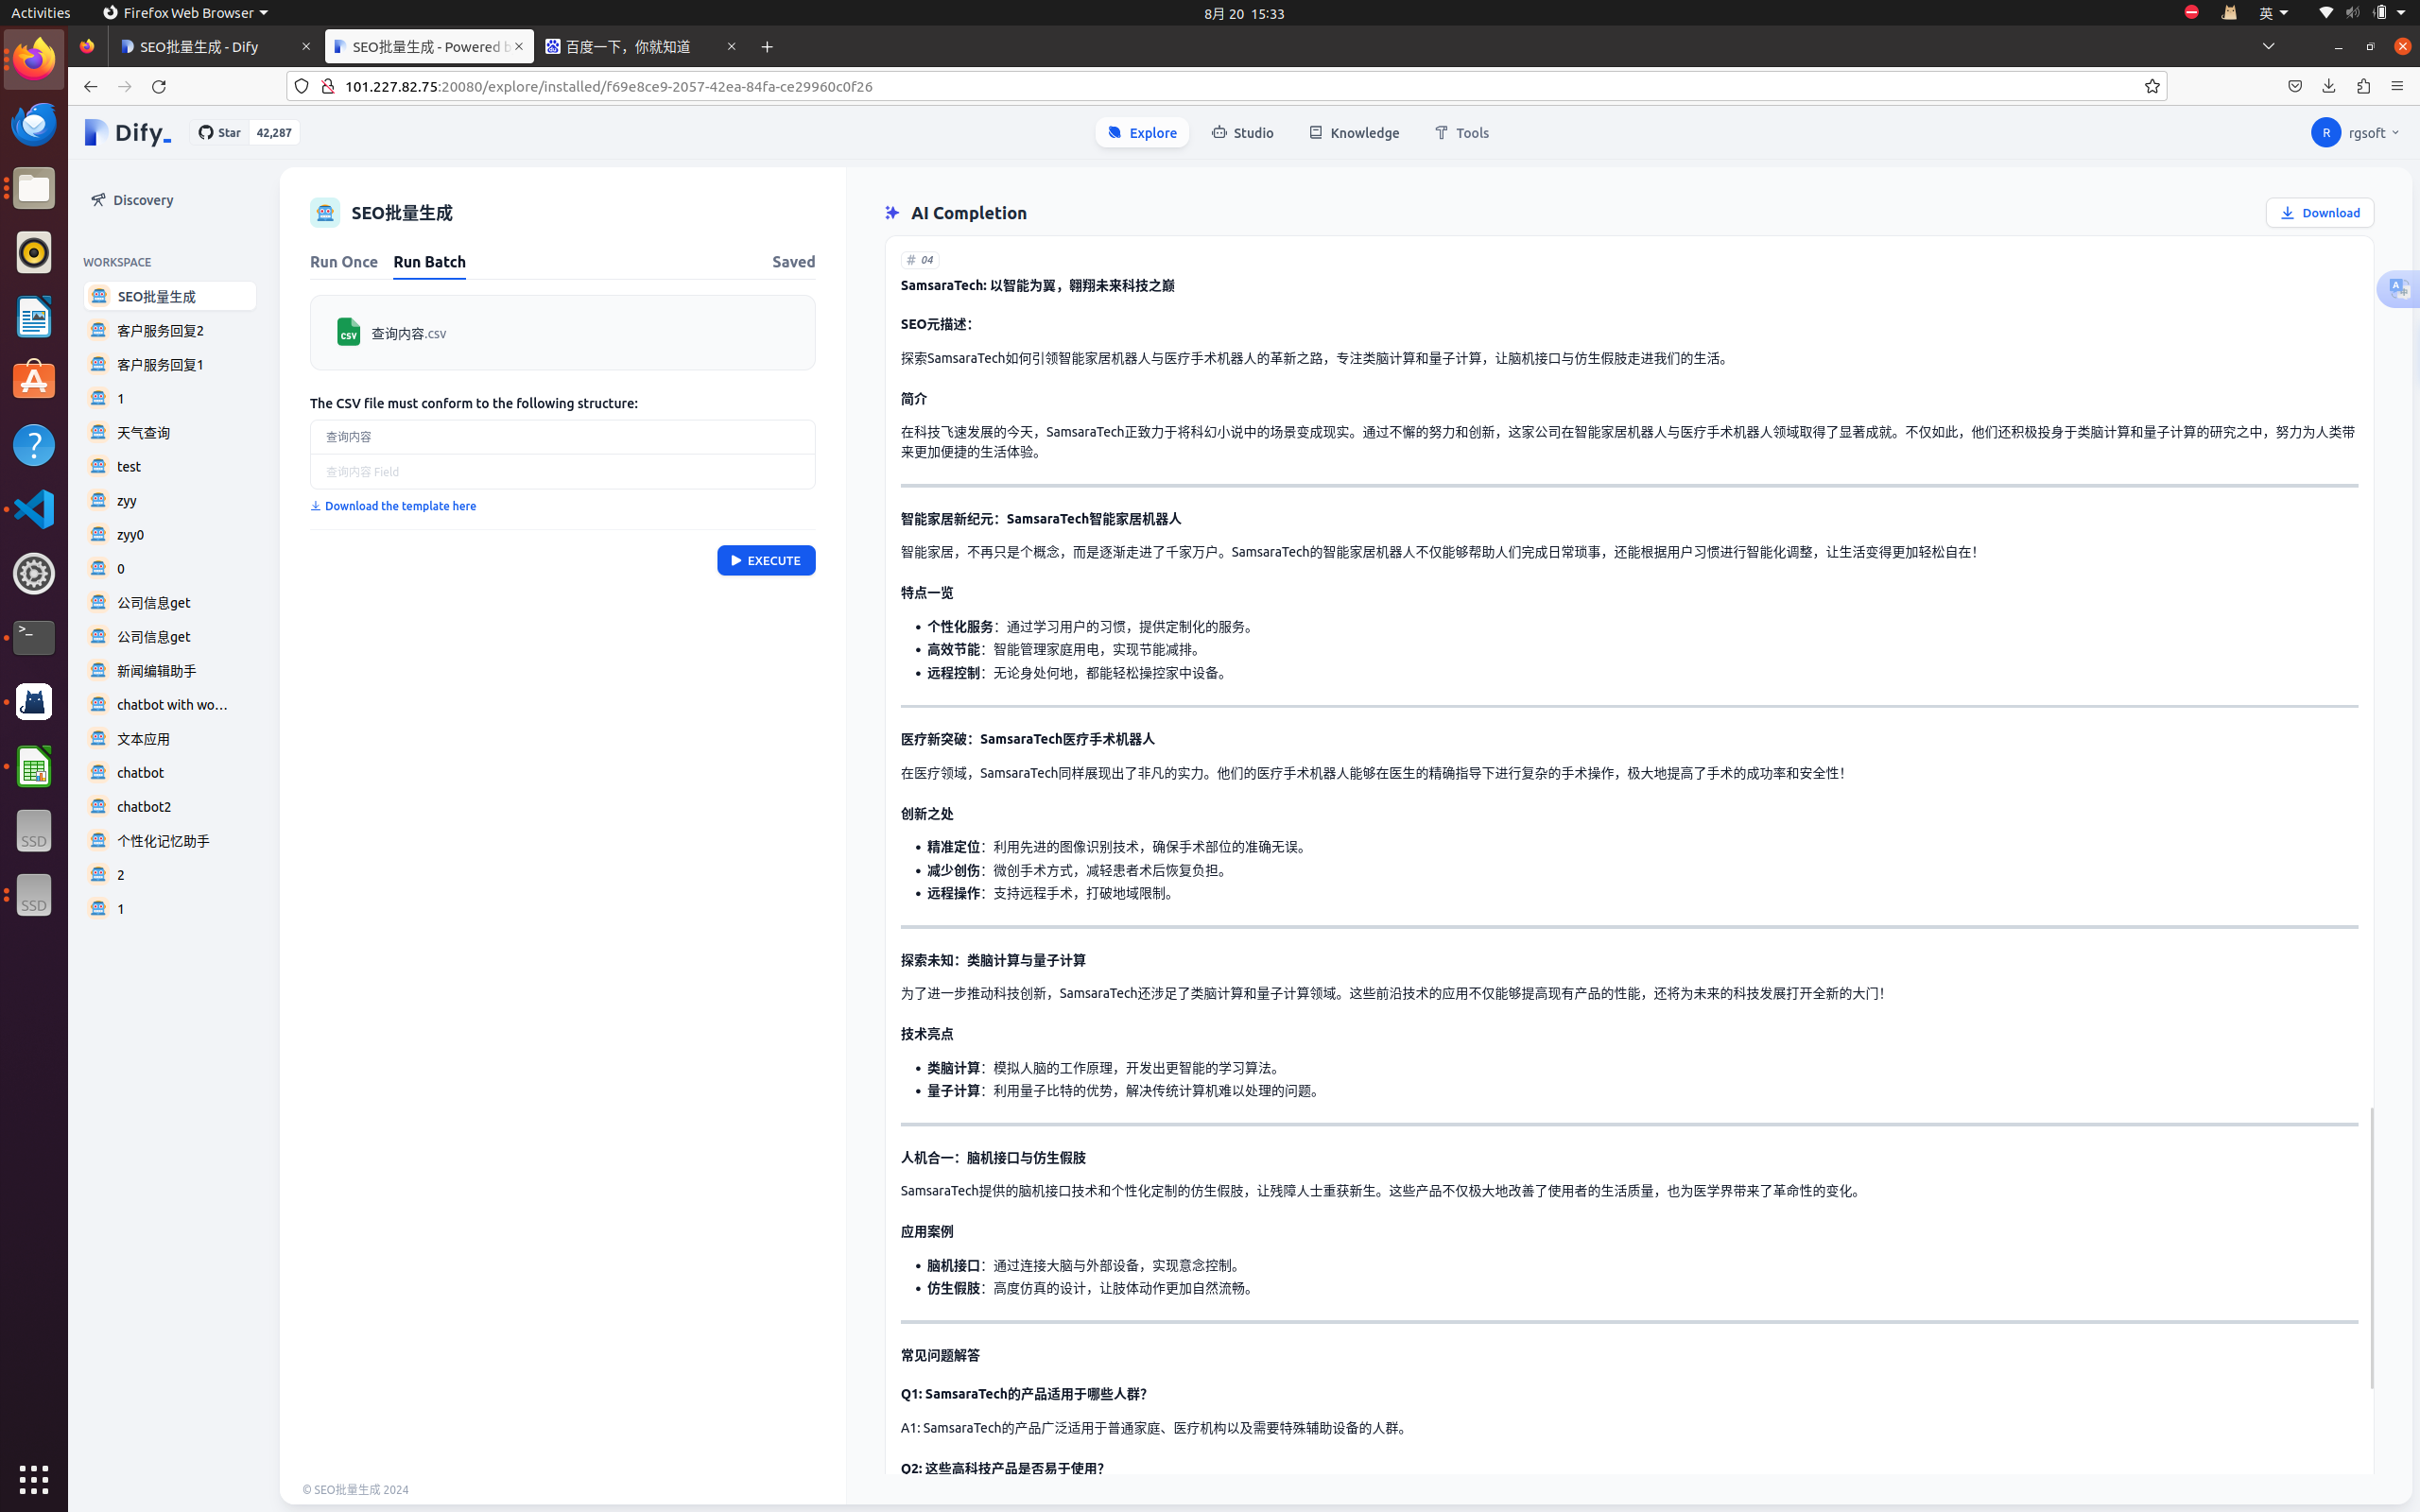 Activities
Firefox Web Browser
8月 20 15:33
英
SEO批量生成 - Dify
SEO批量生成 - Powered b
百度一下，你就知道
101.227.82.75:20080/explore/installed/f69e8ce9-2057-42ea-84fa-ce29960c0f26
Dify_
Star
42,287
Explore
Studio
Knowledge
Tools
R
rgsoft
Discovery
WORKSPACE
SEO批量生成
客户服务回复2
客户服务回复1
1
天气查询
test
zyy
zyy0
0
公司信息get
公司信息get
新闻编辑助手
chatbot with wo…
文本应用
chatbot
chatbot2
个性化记忆助手
2
1
SSD
SSD
SEO批量生成
Run Once
Run Batch
Saved
CSV
查询内容.csv
The CSV file must conform to the following structure:
查询内容
查询内容 Field
Download the template here
EXECUTE
© SEO批量生成 2024
AI Completion
Download
# 04
SamsaraTech: 以智能为翼，翱翔未来科技之巅
SEO元描述：
探索SamsaraTech如何引领智能家居机器人与医疗手术机器人的革新之路，专注类脑计算和量子计算，让脑机接口与仿生假肢走进我们的生活。
简介
在科技飞速发展的今天，SamsaraTech正致力于将科幻小说中的场景变成现实。通过不懈的努力和创新，这家公司在智能家居机器人与医疗手术机器人领域取得了显著成就。不仅如此，他们还积极投身于类脑计算和量子计算的研究之中，努力为人类带
来更加便捷的生活体验。
智能家居新纪元：SamsaraTech智能家居机器人
智能家居，不再只是个概念，而是逐渐走进了千家万户。SamsaraTech的智能家居机器人不仅能够帮助人们完成日常琐事，还能根据用户习惯进行智能化调整，让生活变得更加轻松自在！
特点一览
• 个性化服务：通过学习用户的习惯，提供定制化的服务。
• 高效节能：智能管理家庭用电，实现节能减排。
• 远程控制：无论身处何地，都能轻松操控家中设备。
医疗新突破：SamsaraTech医疗手术机器人
在医疗领域，SamsaraTech同样展现出了非凡的实力。他们的医疗手术机器人能够在医生的精确指导下进行复杂的手术操作，极大地提高了手术的成功率和安全性！
创新之处
• 精准定位：利用先进的图像识别技术，确保手术部位的准确无误。
• 减少创伤：微创手术方式，减轻患者术后恢复负担。
• 远程操作：支持远程手术，打破地域限制。
探索未知：类脑计算与量子计算
为了进一步推动科技创新，SamsaraTech还涉足了类脑计算和量子计算领域。这些前沿技术的应用不仅能够提高现有产品的性能，还将为未来的科技发展打开全新的大门！
技术亮点
• 类脑计算：模拟人脑的工作原理，开发出更智能的学习算法。
• 量子计算：利用量子比特的优势，解决传统计算机难以处理的问题。
人机合一：脑机接口与仿生假肢
SamsaraTech提供的脑机接口技术和个性化定制的仿生假肢，让残障人士重获新生。这些产品不仅极大地改善了使用者的生活质量，也为医学界带来了革命性的变化。
应用案例
• 脑机接口：通过连接大脑与外部设备，实现意念控制。
• 仿生假肢：高度仿真的设计，让肢体动作更加自然流畅。
常见问题解答
Q1: SamsaraTech的产品适用于哪些人群？
A1: SamsaraTech的产品广泛适用于普通家庭、医疗机构以及需要特殊辅助设备的人群。
Q2: 这些高科技产品是否易于使用？